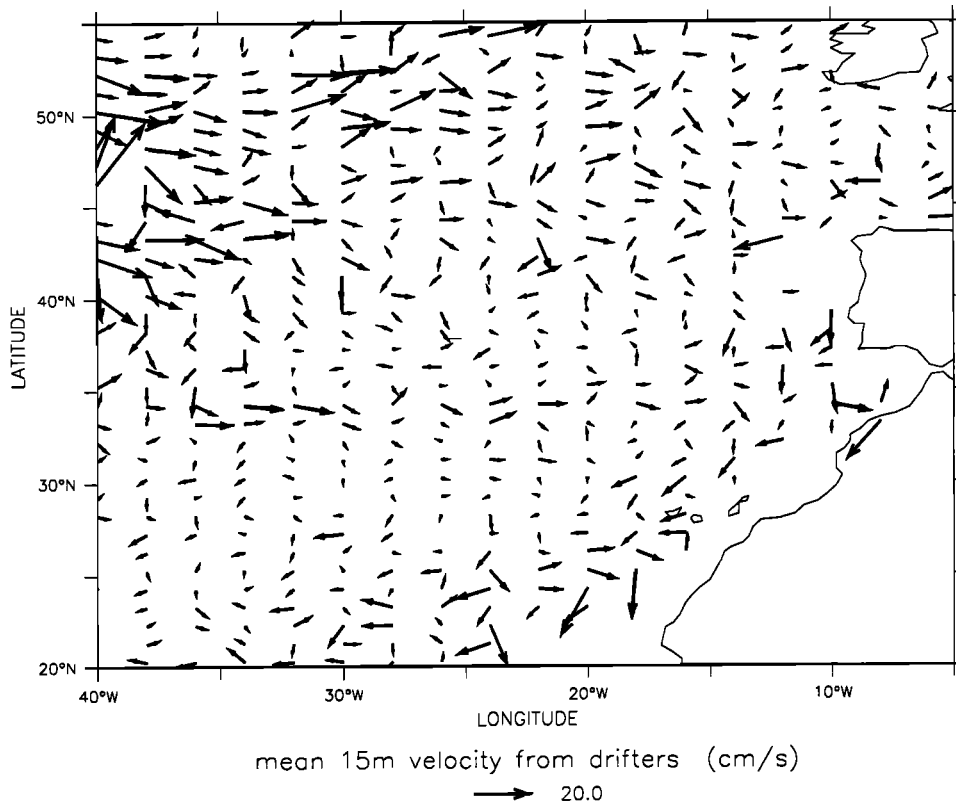 50°N
40°N
30°N
20°N
LATITUDE
40°W
30°W
20°W
10°W
LONGITUDE
mean 15m velocity from drifters (cm/s)
20.0